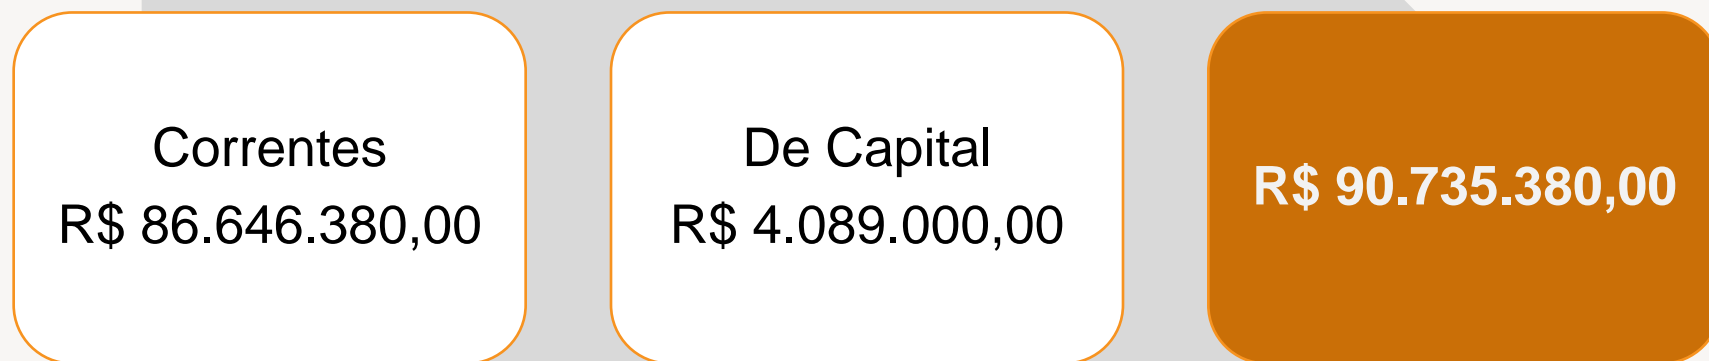 Correntes
R$ 86.646.380,00
De Capital
R$ 4.089.000,00
R$ 90.735.380,00